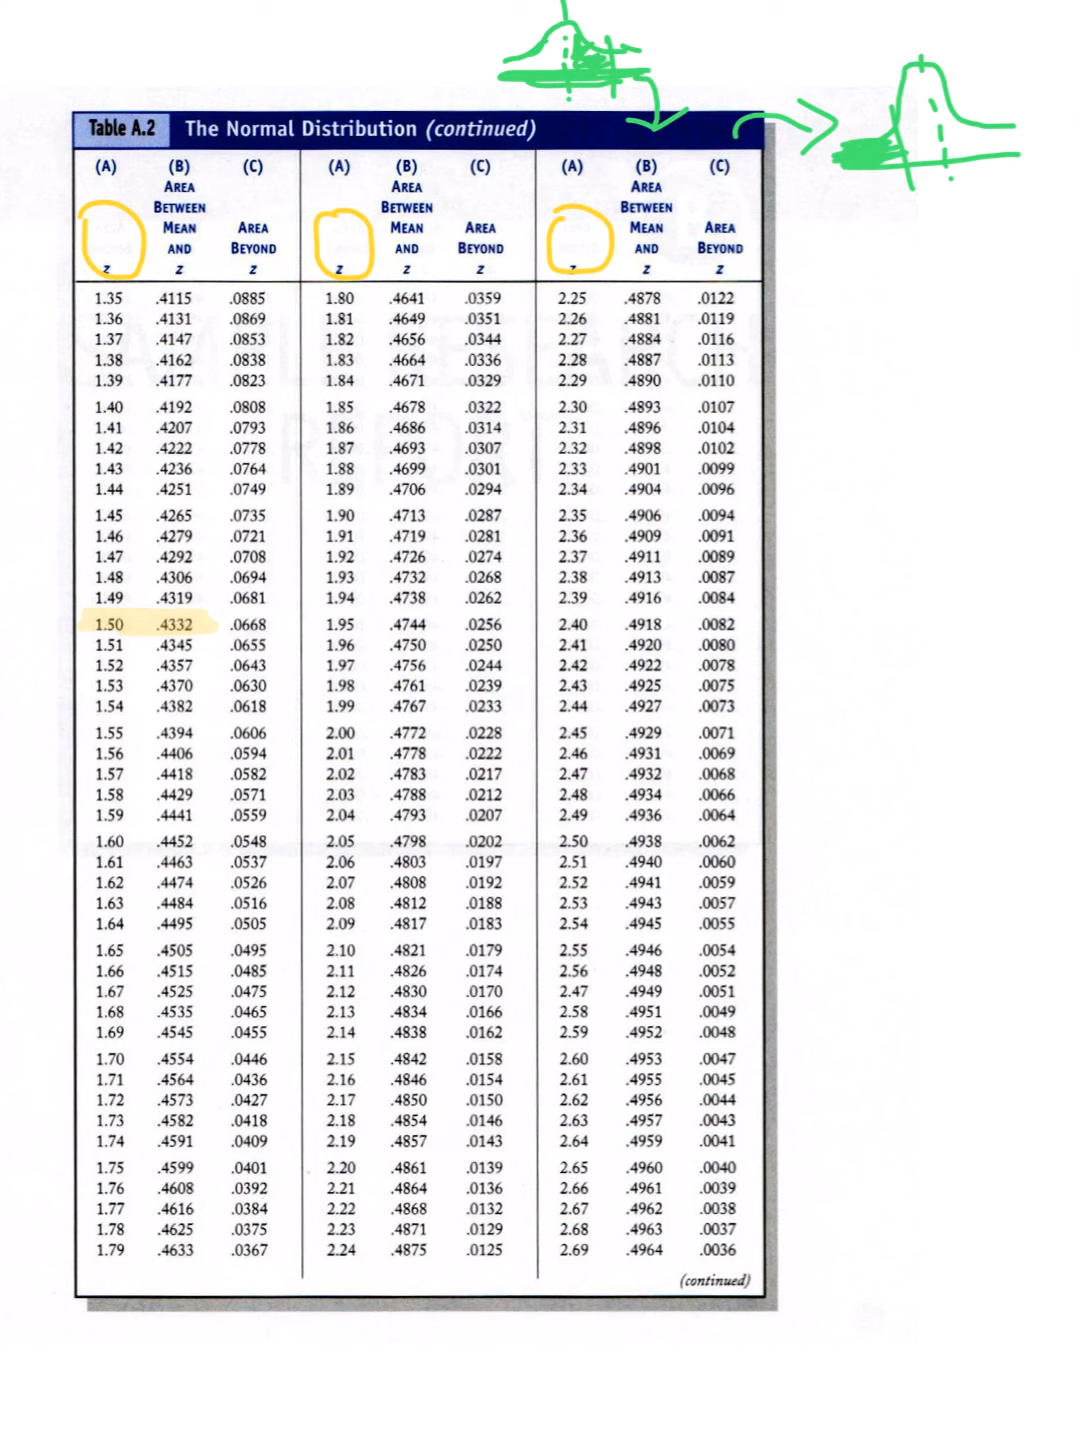 Table A.2 The Normal Distribution (continued)
(A) (B) (C) (A) (B) (C) (A) (B) (C)
AREA AREA AREA
BETWEEN BETWEEN BETWEEN
MEAN AREA MEAN AREA MEAN AREA
AND BEYOND AND BEYOND AND BEYOND
z z z z z z z z z
1.35 .4115 .0885 1.80 .4641 .0359 2.25 .4878 .0122
1.36 .4131 .0869 1.81 .4649 .0351 2.26 .4881 .0119
1.37 .4147 .0853 1.82 .4656 .0344 2.27 .4884 .0116
1.38 .4162 .0838 1.83 .4664 .0336 2.28 .4887 .0113
1.39 .4177 .0823 1.84 .4671 .0329 2.29 .4890 .0110
1.40 .4192 .0808 1.85 .4678 .0322 2.30 .4893 .0107
1.41 .4207 .0793 1.86 .4686 .0314 2.31 .4896 .0104
1.42 .4222 .0778 1.87 .4693 .0307 2.32 .4898 .0102
1.43 .4236 .0764 1.88 .4699 .0301 2.33 .4901 .0099
1.44 .4251 .0749 1.89 .4706 .0294 2.34 .4904 .0096
1.45 .4265 .0735 1.90 .4713 .0287 2.35 .4906 .0094
1.46 .4279 .0721 1.91 .4719 .0281 2.36 .4909 .0091
1.47 .4292 .0708 1.92 .4726 .0274 2.37 .4911 .0089
1.48 .4306 .0694 1.93 .4732 .0268 2.38 .4913 .0087
1.49 .4319 .0681 1.94 .4738 .0262 2.39 .4916 .0084
1.50 .4332 .0668 1.95 .4744 .0256 2.40 .4918 .0082
1.51 .4345 .0655 1.96 .4750 .0250 2.41 .4920 .0080
1.52 .4357 .0643 1.97 .4756 .0244 2.42 .4922 .0078
1.53 .4370 .0630 1.98 .4761 .0239 2.43 .4925 .0075
1.54 .4382 .0618 1.99 .4767 .0233 2.44 .4927 .0073
1.55 .4394 .0606 2.00 .4772 .0228 2.45 .4929 .0071
1.56 .4406 .0594 2.01 .4778 .0222 2.46 .4931 .0069
1.57 .4418 .0582 2.02 .4783 .0217 2.47 .4932 .0068
1.58 .4429 .0571 2.03 .4788 .0212 2.48 .4934 .0066
1.59 .4441 .0559 2.04 .4793 .0207 2.49 .4936 .0064
1.60 .4452 .0548 2.05 .4798 .0202 2.50 .4938 .0062
1.61 .4463 .0537 2.06 .4803 .0197 2.51 .4940 .0060
1.62 .4474 .0526 2.07 .4808 .0192 2.52 .4941 .0059
1.63 .4484 .0516 2.08 .4812 .0188 2.53 .4943 .0057
1.64 .4495 .0505 2.09 .4817 .0183 2.54 .4945 .0055
1.65 .4505 .0495 2.10 .4821 .0179 2.55 .4946 .0054
1.66 .4515 .0485 2.11 .4826 .0174 2.56 .4948 .0052
1.67 .4525 .0475 2.12 .4830 .0170 2.47 .4949 .0051
1.68 .4535 .0465 2.13 .4834 .0166 2.58 .4951 .0049
1.69 .4545 .0455 2.14 .4838 .0162 2.59 .4952 .0048
1.70 .4554 .0446 2.15 .4842 .0158 2.60 .4953 .0047
1.71 .4564 .0436 2.16 .4846 .0154 2.61 .4955 .0045
1.72 .4573 .0427 2.17 .4850 .0150 2.62 .4956 .0044
1.73 .4582 .0418 2.18 .4854 .0146 2.63 .4957 .0043
1.74 .4591 .0409 2.19 .4857 .0143 2.64 .4959 .0041
1.75 .4599 .0401 2.20 .4861 .0139 2.65 .4960 .0040
1.76 .4608 .0392 2.21 .4864 .0136 2.66 .4961 .0039
1.77 .4616 .0384 2.22 .4868 .0132 2.67 .4962 .0038
1.78 .4625 .0375 2.23 .4871 .0129 2.68 .4963 .0037
1.79 .4633 .0367 2.24 .4875 .0125 2.69 .4964 .0036
(continued)